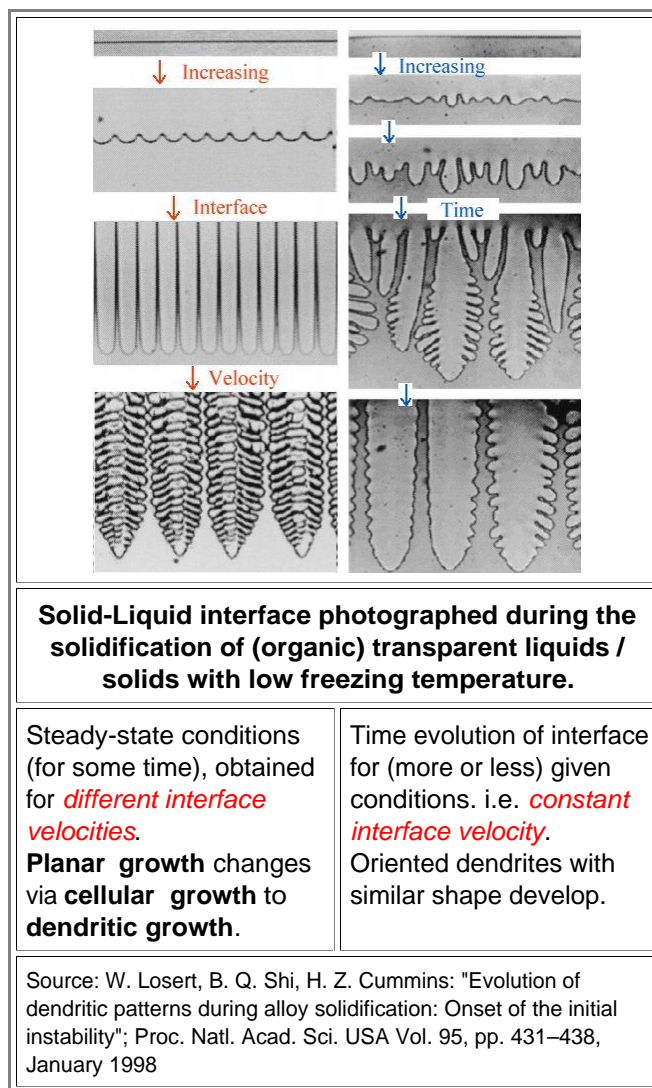 Increasing
Increasing
Interface
Time
Velocity
Solid-Liquid interface photographed during the
solidification of (organic) transparent liquids /
solids with low freezing temperature.
Steady-state conditions
(for some time), obtained
for different interface
velocities.
Planar growth changes
via cellular growth to
dendritic growth.
Time evolution of interface
for (more or less) given
conditions. i.e. constant
interface velocity.
Oriented dendrites with
similar shape develop.
Source: W. Losert, B. Q. Shi, H. Z. Cummins: "Evolution of
dendritic patterns during alloy solidification: Onset of the initial
instability"; Proc. Natl. Acad. Sci. USA Vol. 95, pp. 431–438,
January 1998